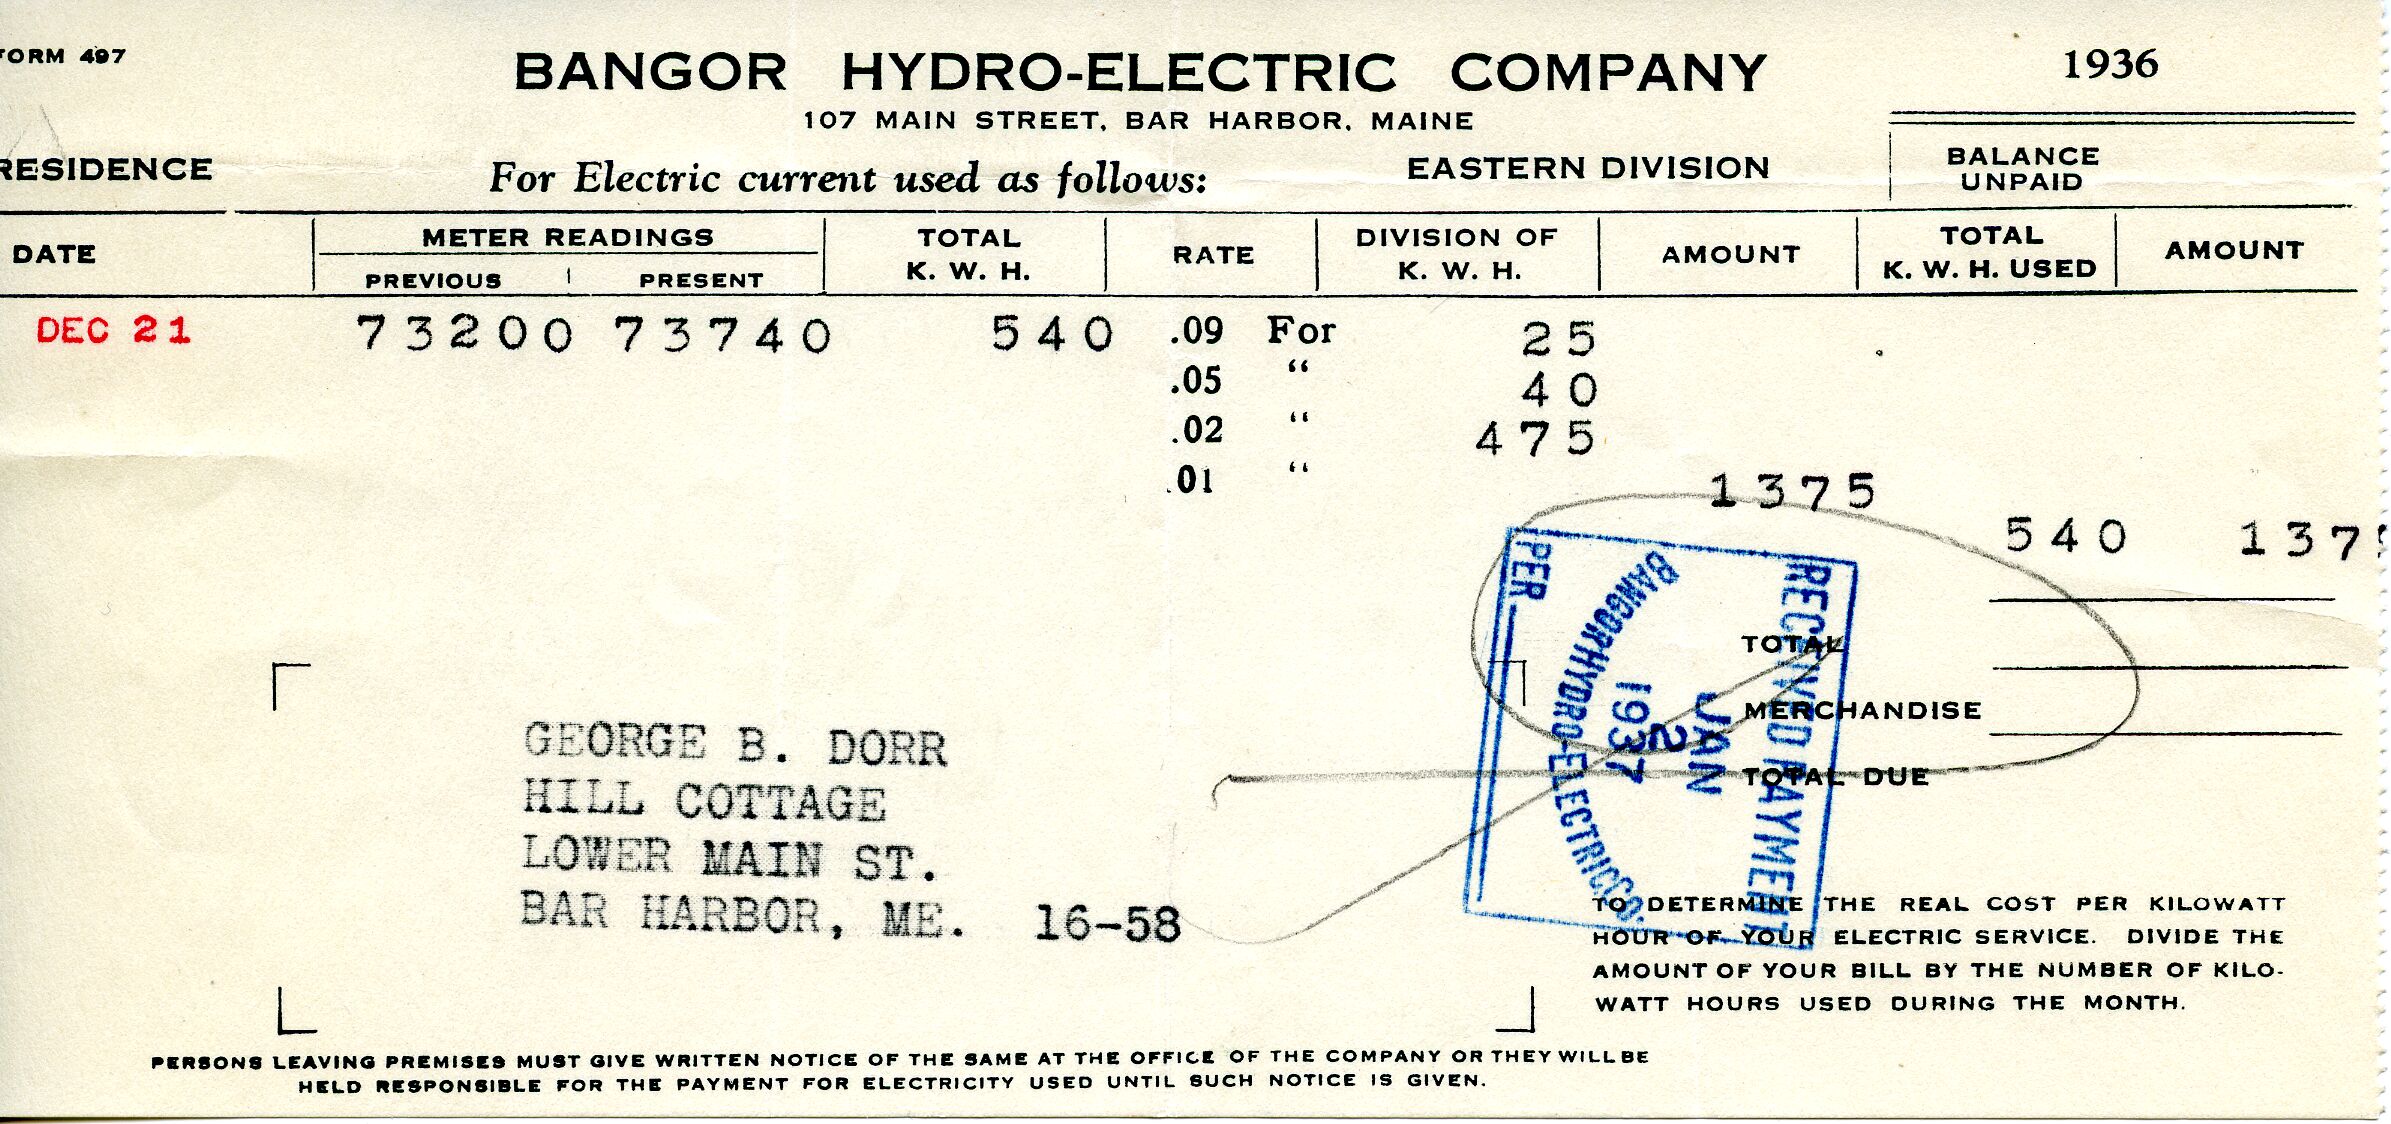 FORM 497
BANGOR HYDRO-ELECTRIC COMPANY
1936
107 MAIN STREET, BAR HARBOR, MAINE
RESIDENCE
For Electric current used as follows:
EASTERN DIVISION
BALANCE
UNPAID
DATE
METER READINGS
PREVIOUS PRESENT
TOTAL
K. W. H.
RATE
DIVISION OF
K. W. H.
AMOUNT
TOTAL
K. W. H. USED
AMOUNT
DEC 21 73200 73740 540 .09 For 25
.05 “ 40
.02 “ 475
.01 “
1375
540 1375
TOTAL
MERCHANDISE
TOTAL DUE
RECEIVED PAYMENT
JAN
2
1937
BANGOR HYDRO-ELECTRIC CO.
PER
GEORGE B. DORR
HILL COTTAGE
LOWER MAIN ST.
BAR HARBOR, ME. 16-58
TO DETERMINE THE REAL COST PER KILOWATT
HOUR OF YOUR ELECTRIC SERVICE. DIVIDE THE
AMOUNT OF YOUR BILL BY THE NUMBER OF KILO-
WATT HOURS USED DURING THE MONTH.
PERSONS LEAVING PREMISES MUST GIVE WRITTEN NOTICE OF THE SAME AT THE OFFICE OF THE COMPANY OR THEY WILL BE
HELD RESPONSIBLE FOR THE PAYMENT FOR ELECTRICITY USED UNTIL SUCH NOTICE IS GIVEN.